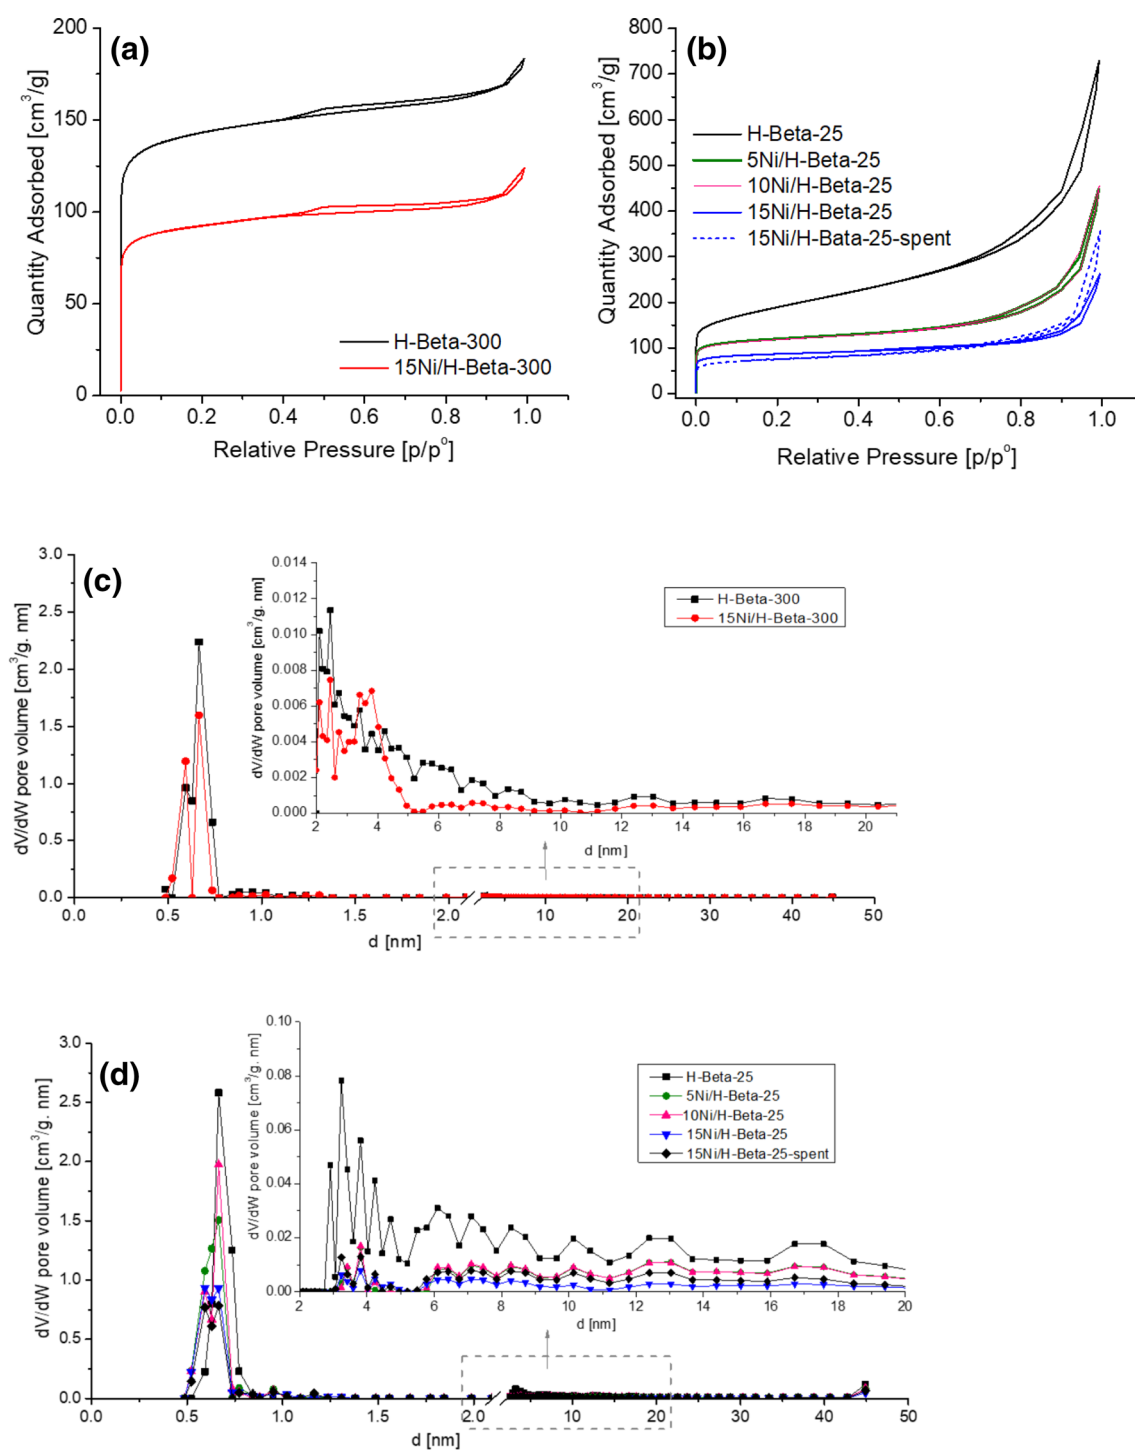 (a)
200
150
100
50
0
Quantity Adsorbed [cm³/g]
H-Beta-300
15Ni/H-Beta-300
0.0 0.2 0.4 0.6 0.8 1.0
Relative Pressure [p/p°]
(b)
800
700
600
500
400
300
200
100
0
Quantity Adsorbed [cm³/g]
H-Beta-25
5Ni/H-Beta-25
10Ni/H-Beta-25
15Ni/H-Beta-25
15Ni/H-Bata-25-spent
0.0 0.2 0.4 0.6 0.8 1.0
Relative Pressure [p/p°]
(c)
3.0
2.5
2.0
1.5
1.0
0.5
0.0
dV/dW pore volume [cm³/g. nm]
0.014
0.012
0.010
0.008
0.006
0.004
0.002
0.000
dV/dW pore volume [cm³/g. nm]
2 4 6 8 10 12 14 16 18 20
d [nm]
H-Beta-300
15Ni/H-Beta-300
0.0 0.5 1.0 1.5 2.0 10 20 30 40 50
d [nm]
(d)
3.0
2.5
2.0
1.5
1.0
0.5
0.0
dV/dW pore volume [cm³/g. nm]
0.10
0.08
0.06
0.04
0.02
0.00
dV/dW pore volume [cm³/g. nm]
2 4 6 8 10 12 14 16 18 20
d [nm]
H-Beta-25
5Ni/H-Beta-25
10Ni/H-Beta-25
15Ni/H-Beta-25
15Ni/H-Beta-25-spent
0.0 0.5 1.0 1.5 2.0 10 20 30 40 50
d [nm]